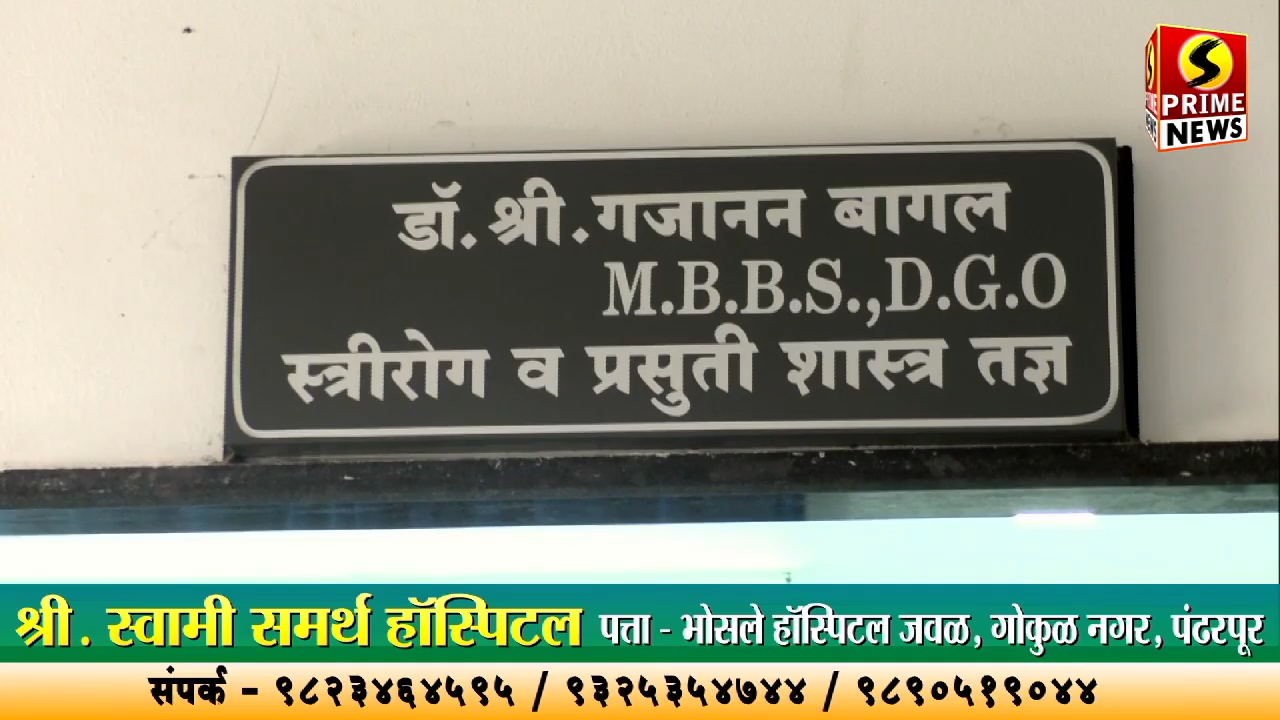 S
PRIME
NEWS
डॉ. श्री. गजानन बागल
M.B.B.S.,D.G.O
स्त्रीरोग व प्रसुती शास्त्र तज्ञ
श्री. स्वामी समर्थ हॉस्पिटल पत्ता - भोसले हॉस्पिटल जवळ, गोकुळ नगर, पंढरपूर
संपर्क - ९८२३४६४५९५ / ९३२५३५४७४४ / ९८९०५१९०४४